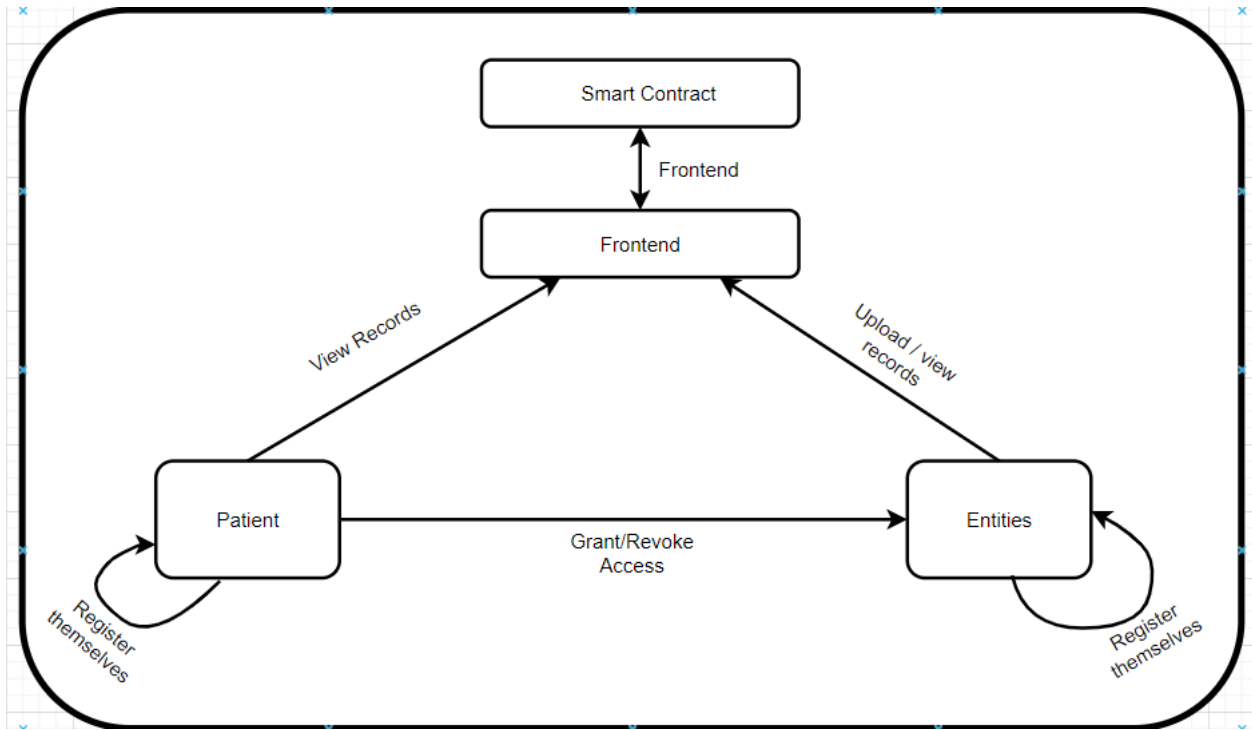 Smart Contract
Frontend
Frontend
View Records
Upload / view
records
Patient
Entities
Grant/Revoke
Access
Register
themselves
Register
themselves